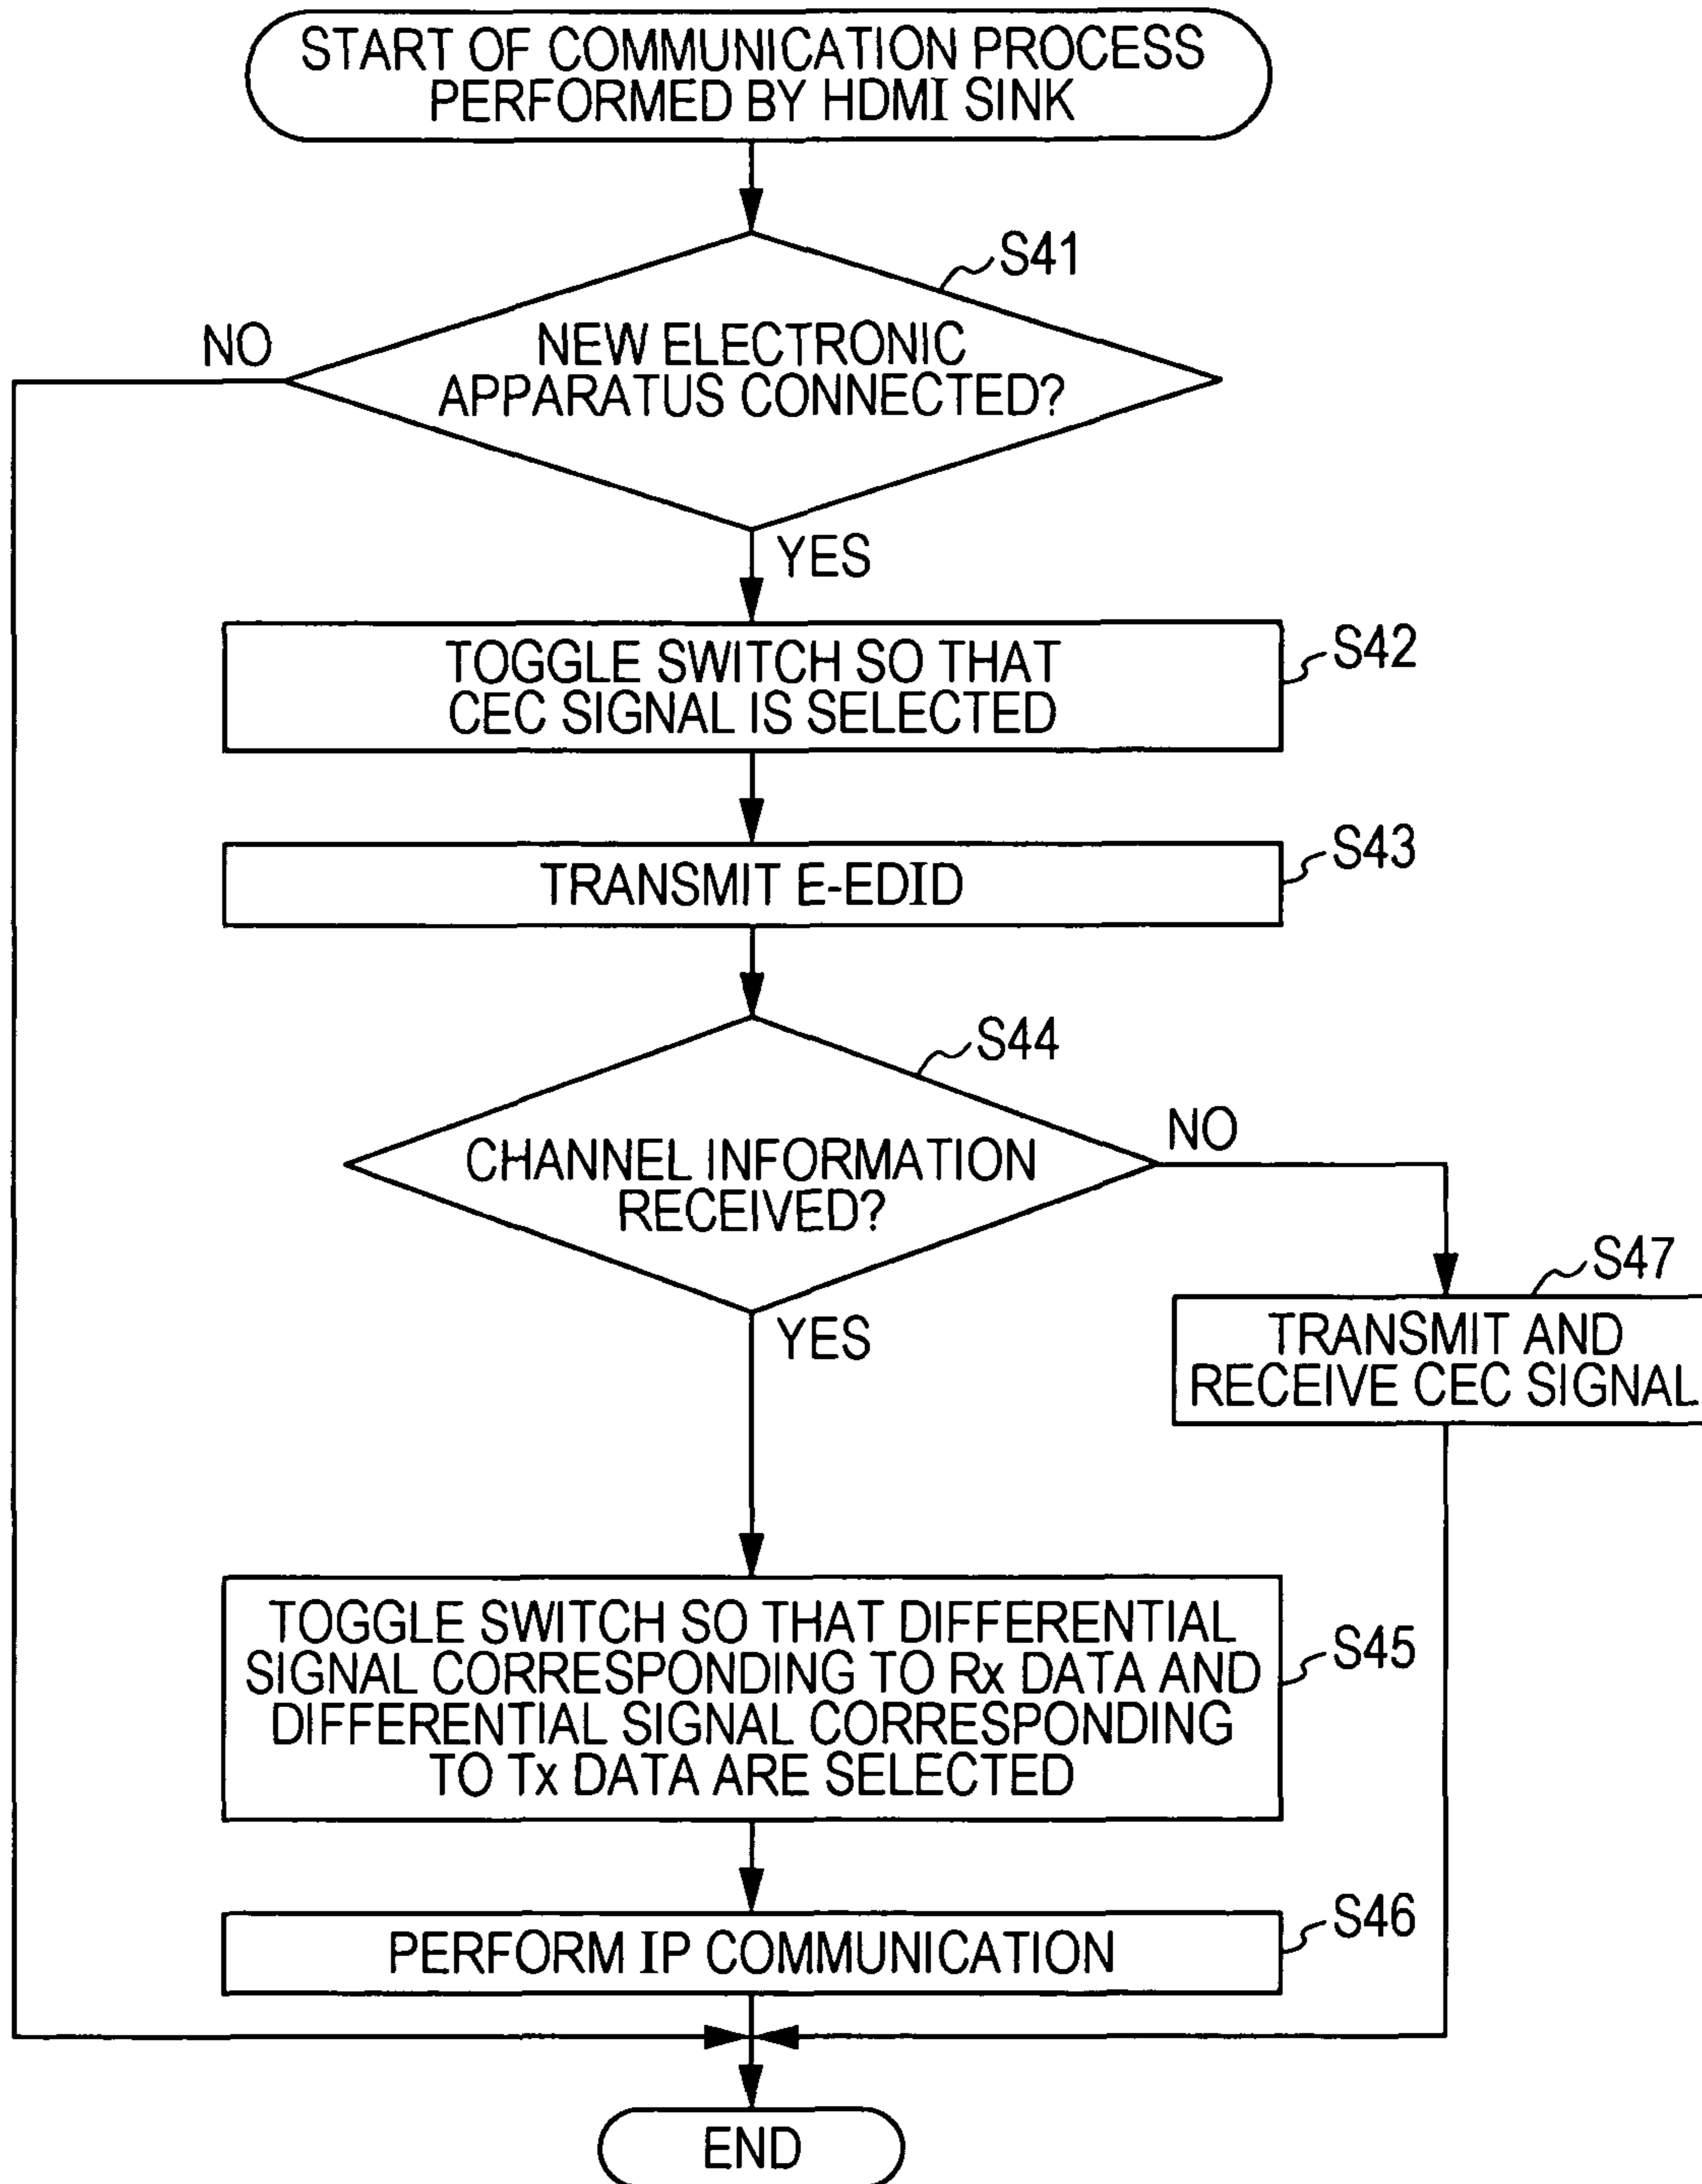 START OF COMMUNICATION PROCESS
PERFORMED BY HDMI SINK
S41
NO
NEW ELECTRONIC
APPARATUS CONNECTED?
YES
S42
TOGGLE SWITCH SO THAT
CEC SIGNAL IS SELECTED
S43
TRANSMIT E-EDID
S44
NO
CHANNEL INFORMATION
RECEIVED?
YES
S47
TRANSMIT AND
RECEIVE CEC SIGNAL
TOGGLE SWITCH SO THAT DIFFERENTIAL
SIGNAL CORRESPONDING TO Rx DATA AND
DIFFERENTIAL SIGNAL CORRESPONDING
TO Tx DATA ARE SELECTED
S45
S46
PERFORM IP COMMUNICATION
END